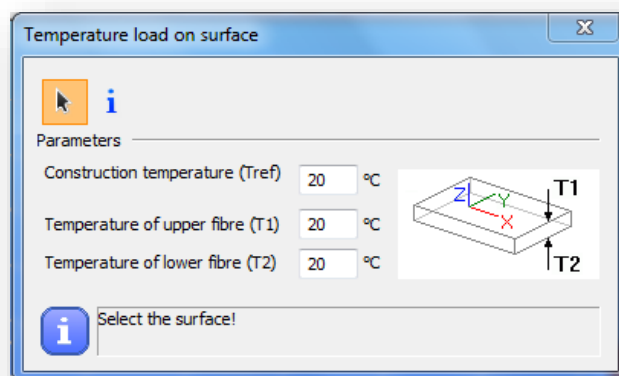 Temperature load on surface
Parameters
Construction temperature (Tref) 20 °C
Temperature of upper fibre (T1) 20 °C
Temperature of lower fibre (T2) 20 °C
Z Y X T1 T2
Select the surface!